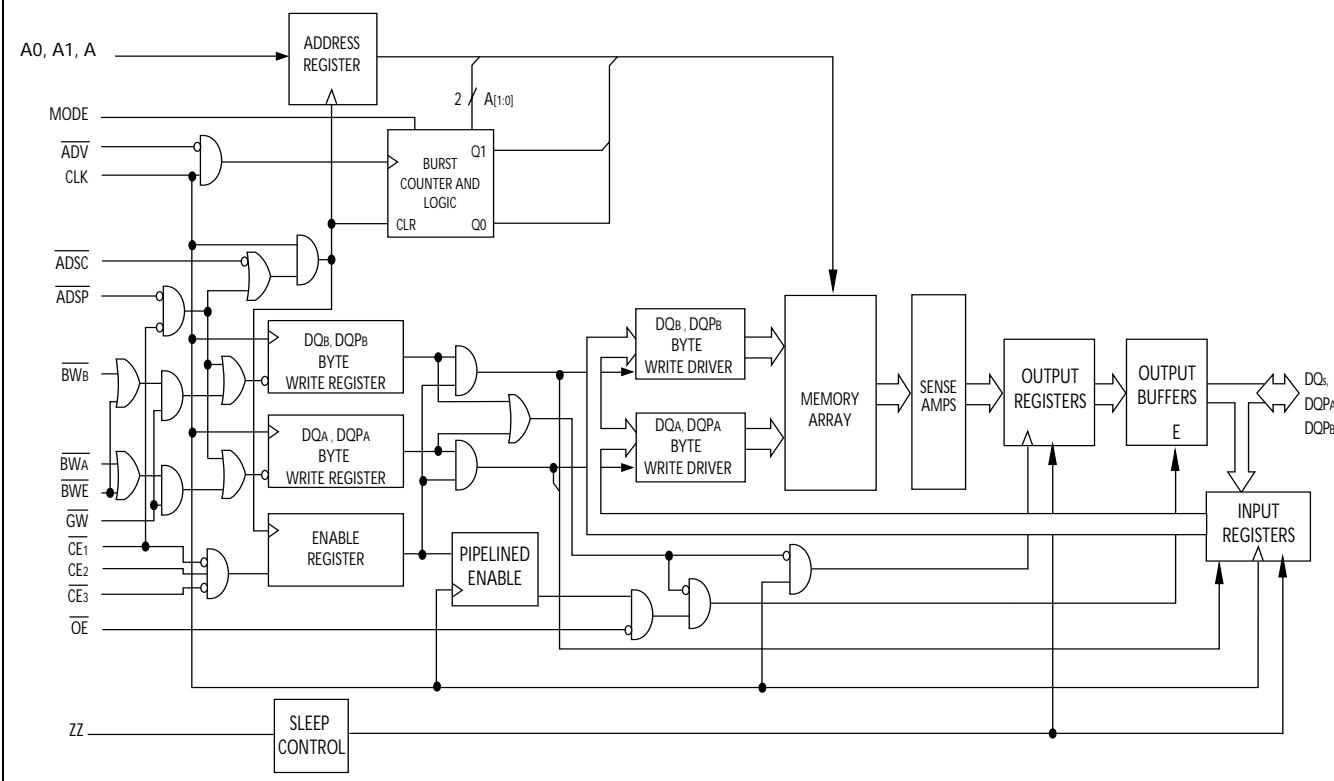 A0, A1, A
ADDRESS
REGISTER
2
A[1:0]
MODE
ADV
CLK
BURST
COUNTER AND
LOGIC
Q1
CLR
Q0
ADSC
ADSP
DQB, DQPB
BYTE
WRITE REGISTER
DQB, DQPB
BYTE
WRITE DRIVER
BWB
MEMORY
ARRAY
SENSE
AMPS
OUTPUT
REGISTERS
OUTPUT
BUFFERS
E
DQs,
DQPA
DQPB
DQA, DQPA
BYTE
WRITE REGISTER
DQA, DQPA
BYTE
WRITE DRIVER
BWA
BWE
GW
CE1
CE2
CE3
ENABLE
REGISTER
PIPELINED
ENABLE
INPUT
REGISTERS
OE
ZZ
SLEEP
CONTROL